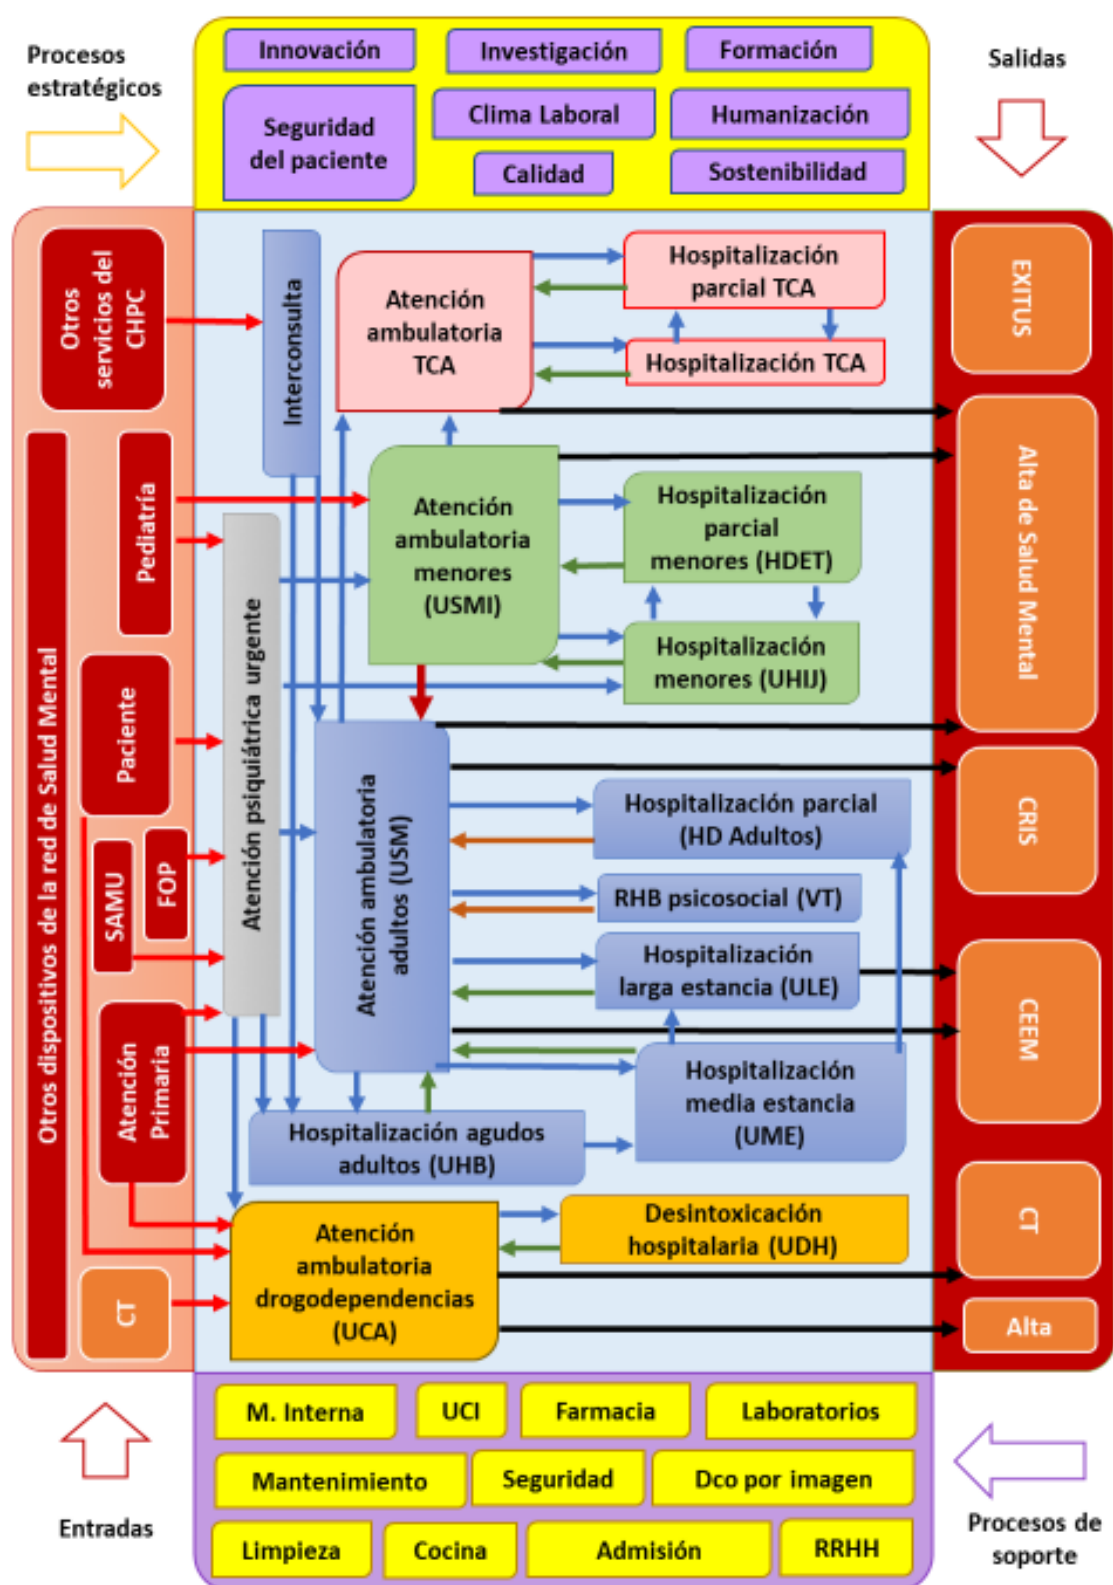 Procesos
estratégicos
Innovación
Investigación
Formación
Seguridad
del paciente
Clima Laboral
Humanización
Calidad
Sostenibilidad
Salidas
Otros
servicios del
CHPC
Otros dispositivos de la red de Salud Mental
Pediatría
Paciente
SAMU
FOP
Atención
Primaria
CT
Interconsulta
Atención psiquiátrica urgente
Atención
ambulatoria
TCA
Hospitalización
parcial TCA
Hospitalización TCA
Atención
ambulatoria
menores
(USMI)
Hospitalización
parcial
menores (HDET)
Hospitalización
menores (UHIJ)
Atención ambulatoria
adultos (USM)
Hospitalización parcial
(HD Adultos)
RHB psicosocial (VT)
Hospitalización
larga estancia (ULE)
Hospitalización
media estancia
(UME)
Hospitalización agudos
adultos (UHB)
Atención
ambulatoria
drogodependencias
(UCA)
Desintoxicación
hospitalaria (UDH)
EXITUS
Alta de Salud Mental
CRIS
CEEM
CT
Alta
Entradas
M. Interna
UCI
Farmacia
Laboratorios
Mantenimiento
Seguridad
Dco por imagen
Limpieza
Cocina
Admisión
RRHH
Procesos de
soporte